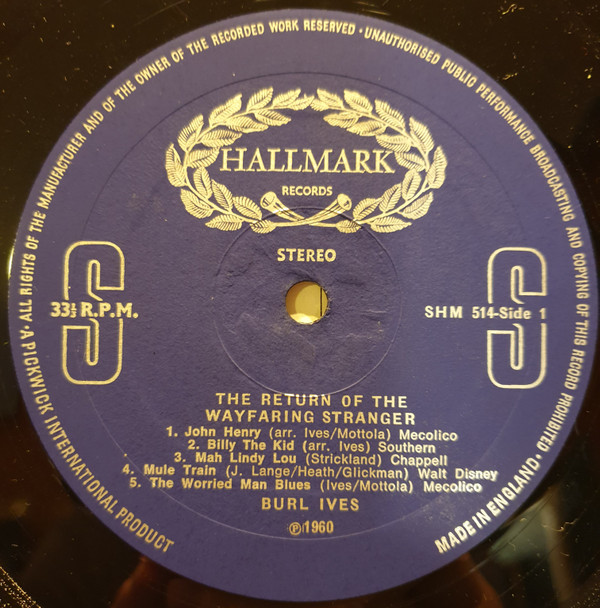 A PICKWICK INTERNATIONAL PRODUCT
• ALL RIGHTS OF THE MANUFACTURER AND OF THE OWNER OF THE RECORDED WORK RESERVED • UNAUTHORISED PUBLIC PERFORMANCE BROADCASTING AND COPYING OF THIS RECORD PROHIBITED •
MADE IN ENGLAND •
HALLMARK
RECORDS
STEREO
S
33⅓ R.P.M.
S
SHM 514-Side 1
THE RETURN OF THE
WAYFARING STRANGER
1. John Henry (arr. Ives/Mottola) Mecolico
2. Billy The Kid (arr. Ives) Southern
3. Mah Lindy Lou (Strickland) Chappell
4. Mule Train (J. Lange/Heath/Glickman) Walt Disney
5. The Worried Man Blues (Ives/Mottola) Mecolico
BURL IVES
Ⓟ1960